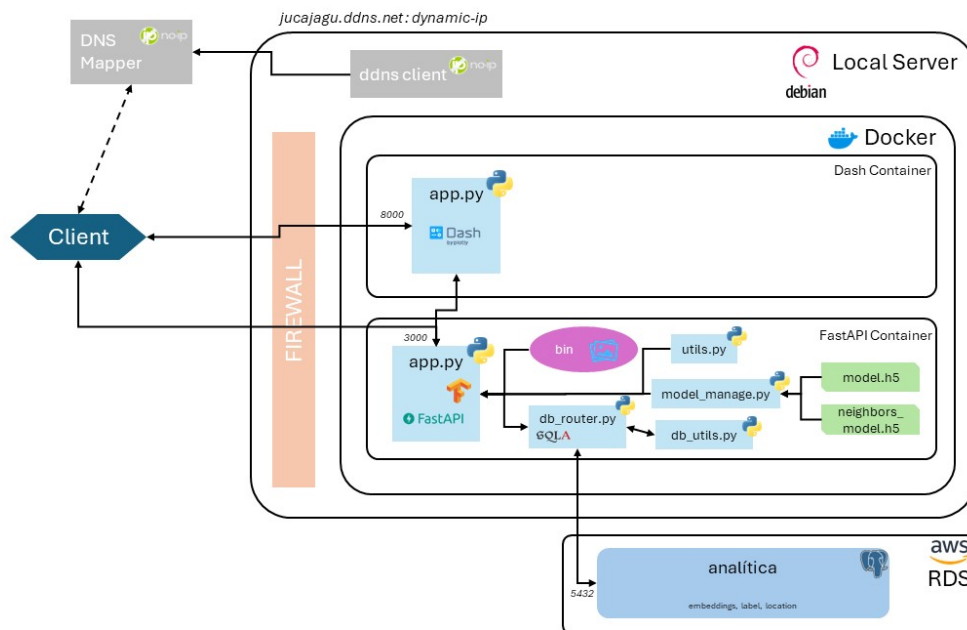 jucajagu.ddns.net : dynamic-ip
DNS
Mapper
no-ip
ddns client
no-ip
debian
Local Server
Docker
Dash Container
app.py
8000
Dash
by plotly
Client
FIREWALL
3000
FastAPI Container
app.py
FastAPI
bin
utils.py
model_manage.py
model.h5
neighbors_
model.h5
db_router.py
SQLA
db_utils.py
aws
RDS
analítica
5432
embeddings, label, location